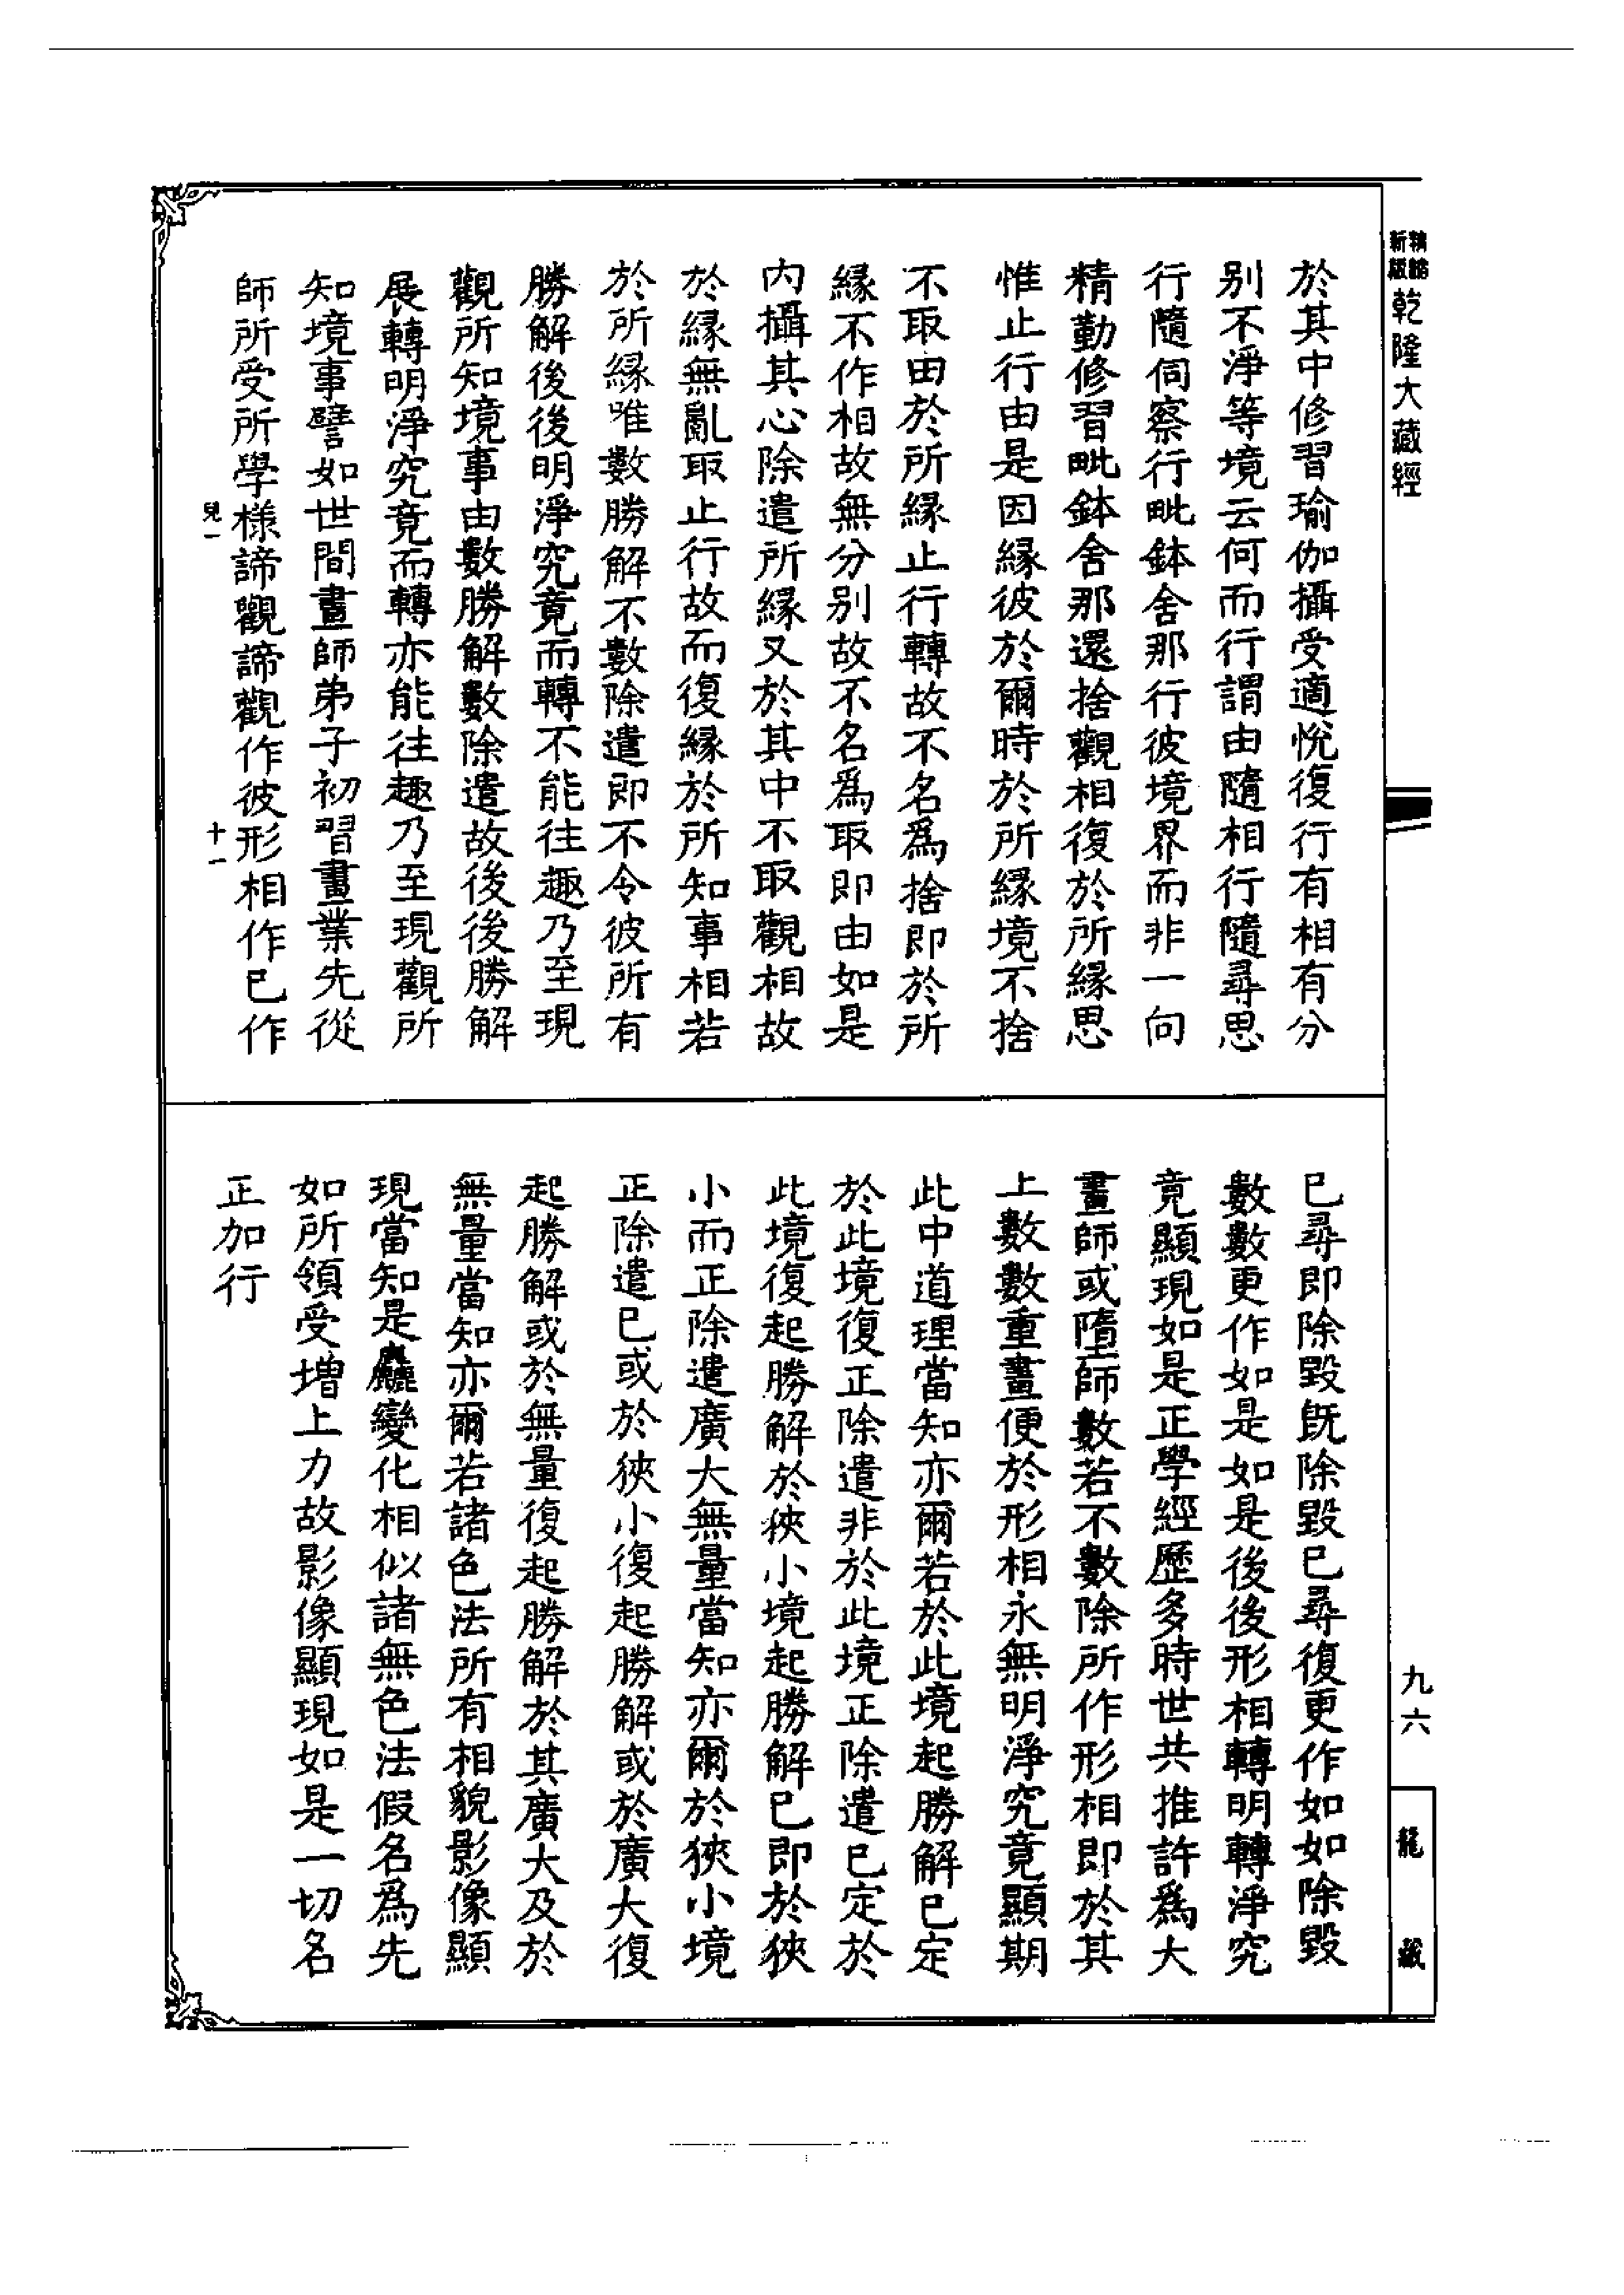 精縮
新版
乾隆大藏經
於其中修習瑜伽攝受適悅復行有相有分
别不淨等境云何而行謂由隨相行隨尋思
行隨伺察行毗鉢舍那行彼境界而非一向
精勤修習毗鉢舍那還捨觀相復於所緣思
惟止行由是因緣彼於爾時於所緣境不捨
不取由於所緣止行轉故不名爲捨即於所
緣不作相故無分别故不名爲取即由如是
内攝其心除遣所緣又於其中不取觀相故
於緣無亂取止行故而復緣於所知事相若
於所緣唯數勝解不數除遣即不令彼所有
勝解後後明淨究竟而轉不能往趣乃至現
觀所知境事由數勝解數除遣故後後勝解
展轉明淨究竟而轉亦能往趣乃至現觀所
知境事譬如世間畫師弟子初習畫業先從
師所受所學樣諦觀諦觀作彼形相作已作
兒一
十一
已尋即除毀旣除毀已尋復更作如如除毀
數數更作如是如是後後形相轉明轉淨究
竟顯現如是正學經歷多時世共推許爲大
畫師或墮師數若不數除所作形相即於其
上數數重畫便於形相永無明淨究竟顯期
此中道理當知亦爾若於此境起勝解已定
於此境復正除遣非於此境正除遣已定於
此境復起勝解於狹小境起勝解已即於狹
小而正除遣廣大無量當知亦爾於狹小境
正除遣已或於狹小復起勝解或於廣大復
起勝解或於無量復起勝解於其廣大及於
無量當知亦爾若諸色法所有相貌影像顯
現當知是麤變化相似諸無色法假名爲先
如所領受增上力故影像顯現如是一切名
正加行
九六
龍藏